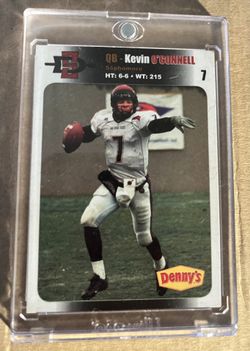 QB - Kevin O'CONNELL
Sophomore
HT: 6-6 • WT: 215
7
7
Denny's